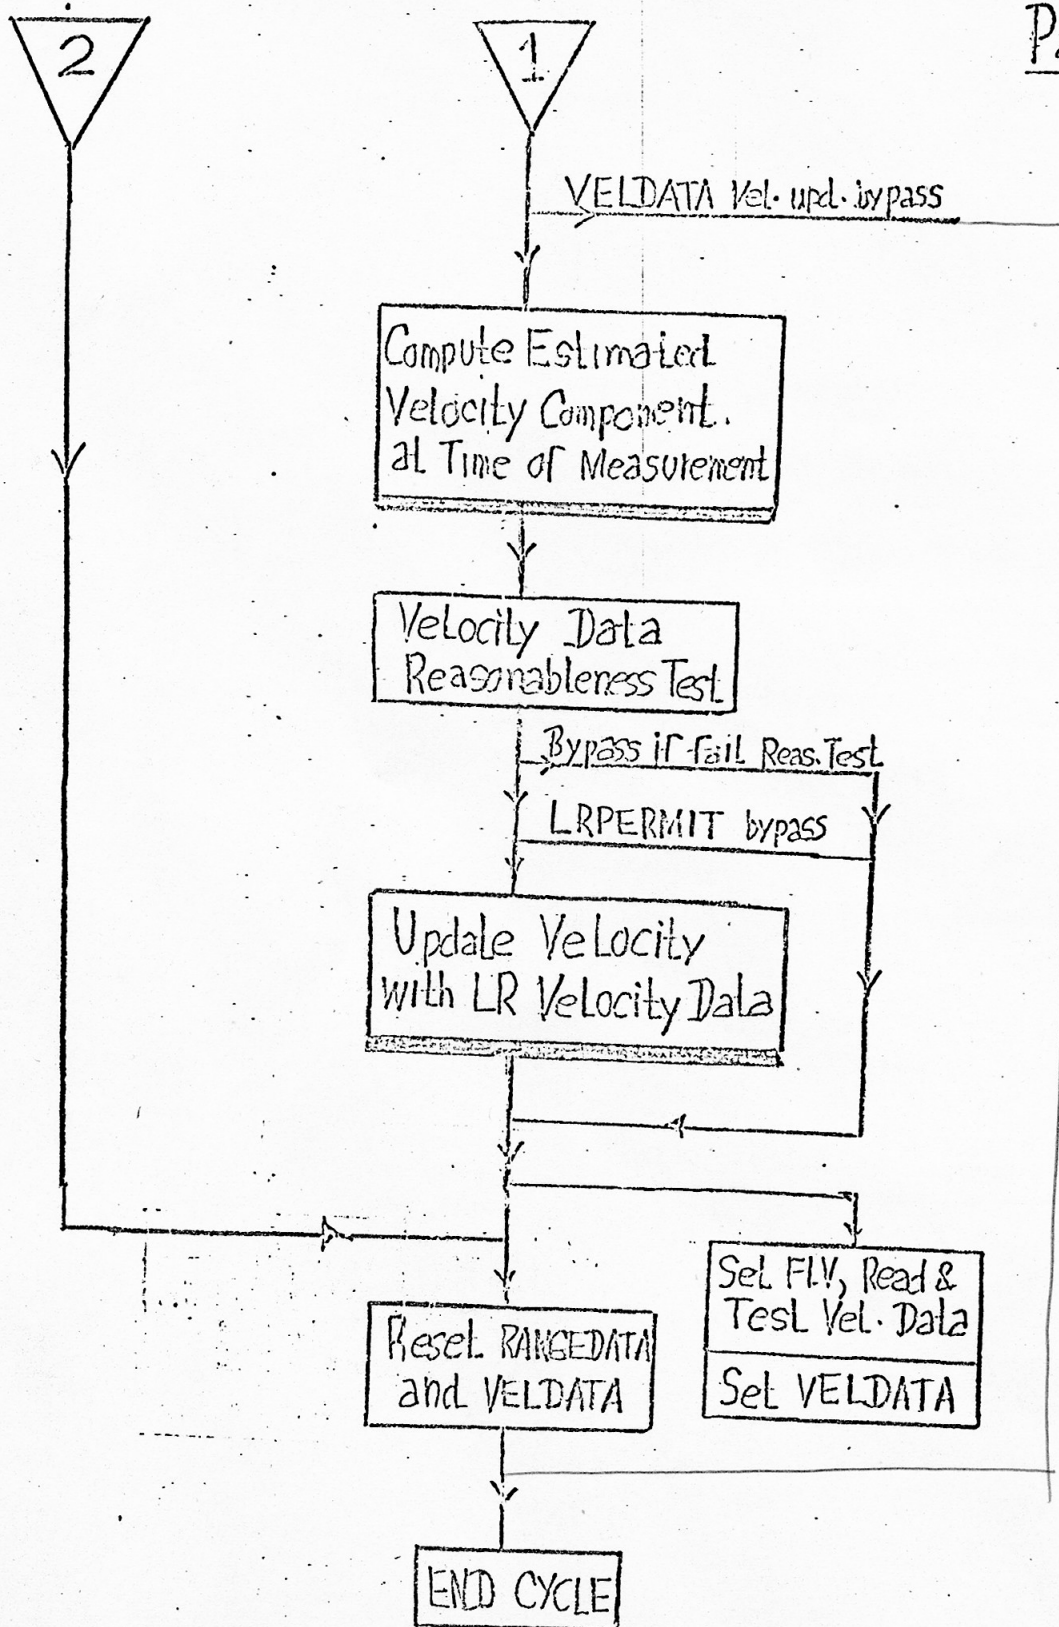 2
1
VELDATA Vel. upd. bypass
Compute Estimated
Velocity Component.
at Time of Measurement
Velocity Data
Reasonableness Test
Bypass if fail Reas. Test
LRPERMIT bypass
Update Velocity
with LR Velocity Data
Set FLV, Read &
Test Vel. Data
Set VELDATA
Reset RANGEDATA
and VELDATA
END CYCLE